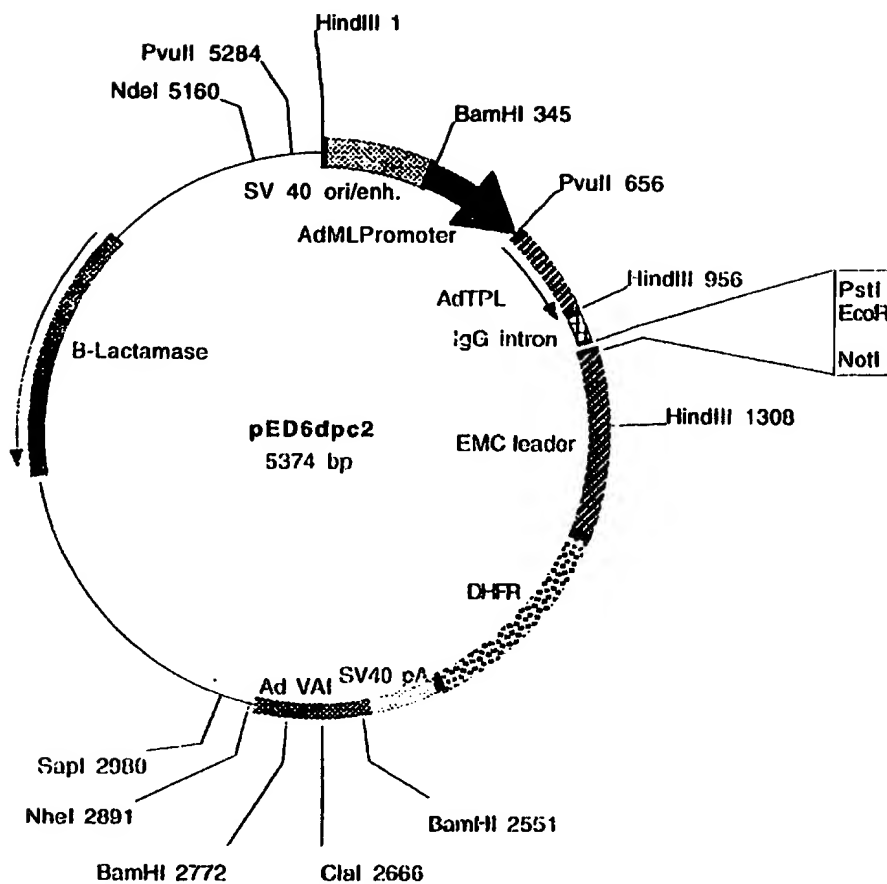 HindIII 1
PvuII 5284
NdeI 5160
BamHI 345
SV 40 ori/enh.
PvuII 656
AdMLPromoter
HindIII 956
AdTPL
PstI
EcoR
IgG intron
NotI
B-Lactamase
pED6dpc2
5374 bp
EMC leader
HindIII 1308
DHFR
SV40 pA
Ad VAI
SapI 2980
NheI 2891
BamHI 2551
BamHI 2772
ClaI 2666